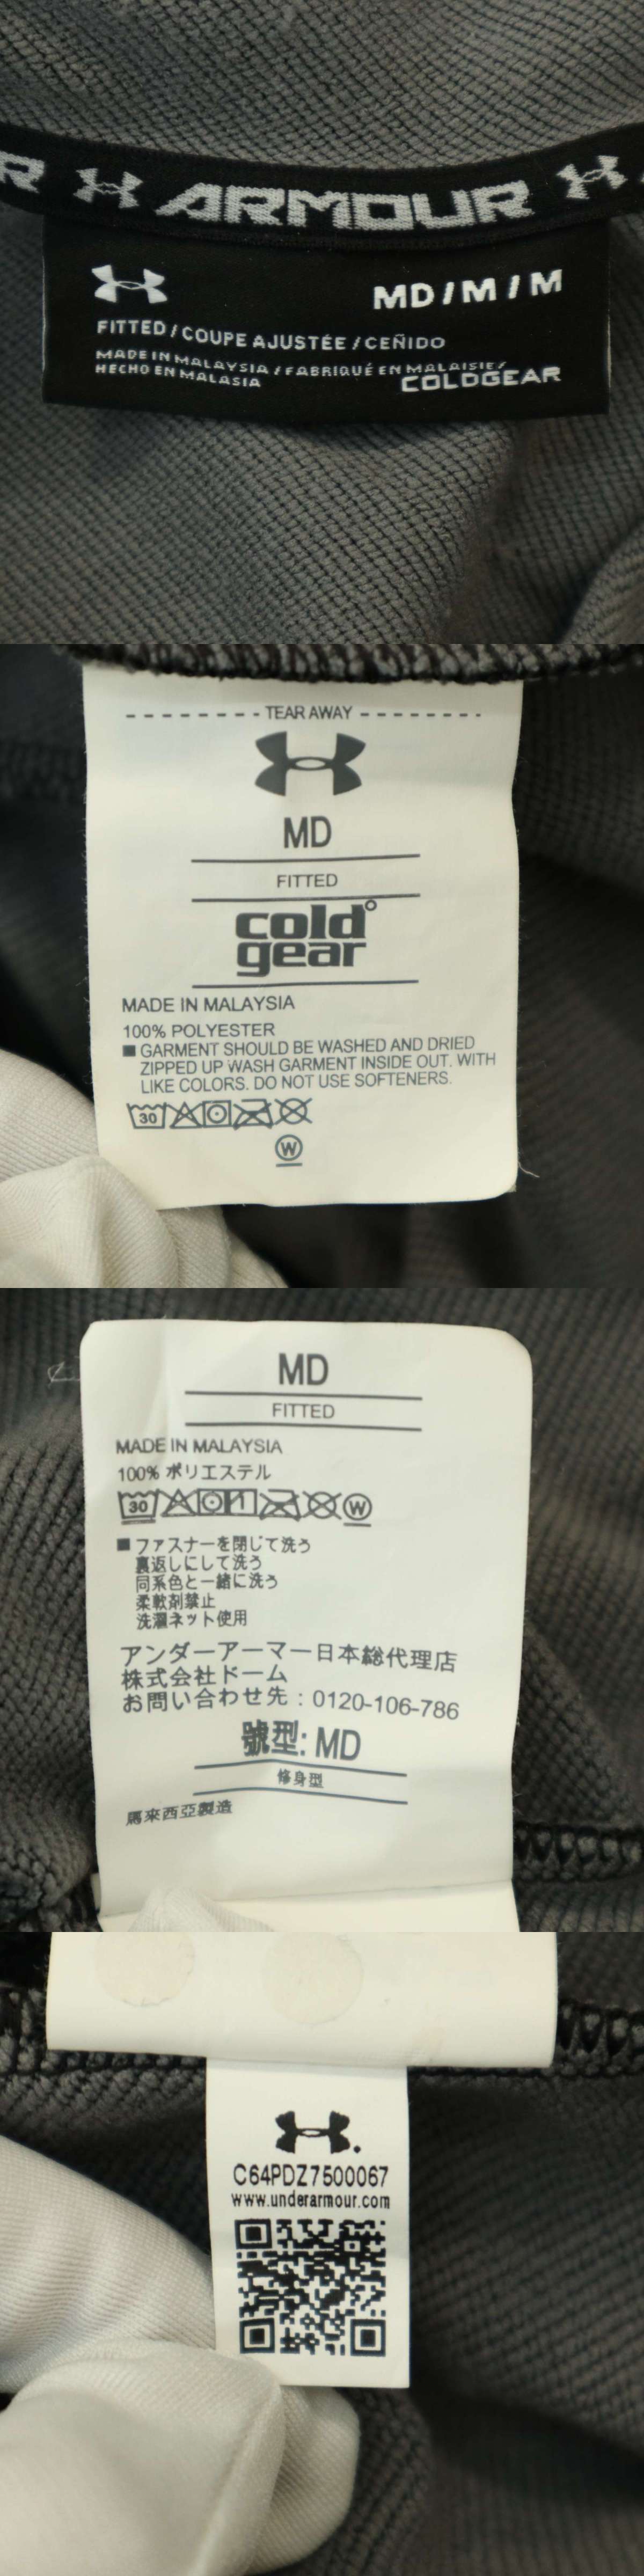 R ARMOUR
MD/M/M
FITTED/COUPE AJUSTÉE/CEÑIDO
MADE IN MALAYSIA/FABRIQUÉ EN MALAISIE/
HECHO EN MALASIA
COLDGEAR
TEAR AWAY
MD
FITTED
cold
gear
MADE IN MALAYSIA
100% POLYESTER
■ GARMENT SHOULD BE WASHED AND DRIED
ZIPPED UP WASH GARMENT INSIDE OUT. WITH
LIKE COLORS. DO NOT USE SOFTENERS.
30
W
MD
FITTED
MADE IN MALAYSIA
100% ポリエステル
30 1 W
■ ファスナーを閉じて洗う
裏返しにして洗う
同系色と一緒に洗う
柔軟剤禁止
洗濯ネット使用
アンダーアーマー日本総代理店
株式会社ドーム
お問い合わせ先：0120-106-786
號型: MD
修身型
馬來西亞製造
C64PDZ7500067
www.underarmour.com